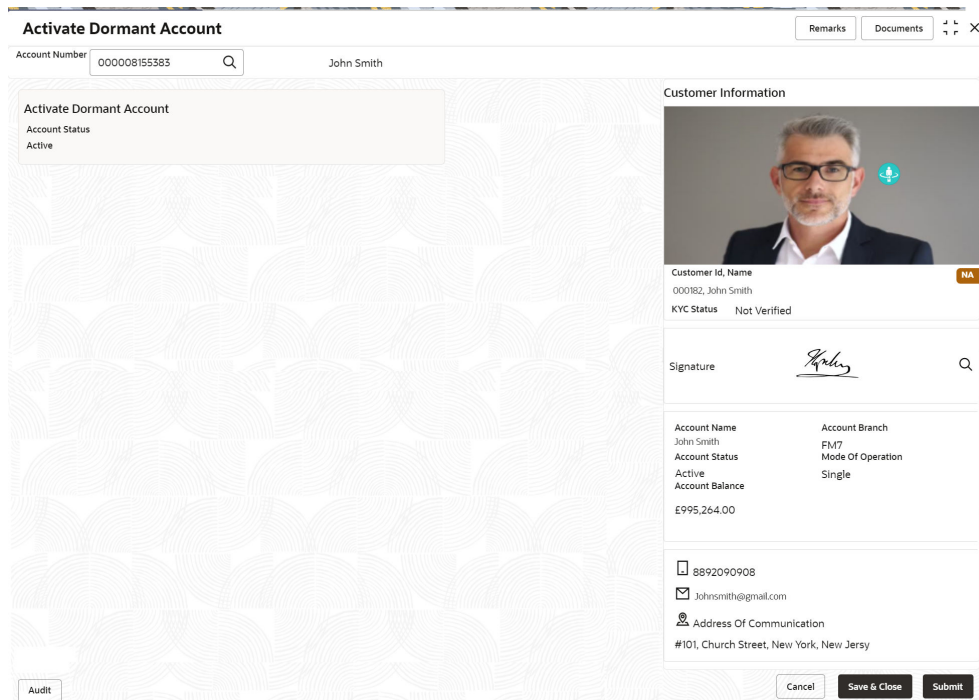 Activate Dormant Account
Remarks
Documents
Account Number
000008155383
John Smith
Activate Dormant Account
Account Status
Active
Customer Information
Customer Id, Name
NA
000182, John Smith
KYC Status Not Verified
Signature
Account Name
John Smith
Account Status
Active
Account Balance
£995,264.00
Account Branch
FM7
Mode Of Operation
Single
8892090908
Johnsmith@gmail.com
Address Of Communication
#101, Church Street, New York, New Jersy
Audit
Cancel
Save & Close
Submit